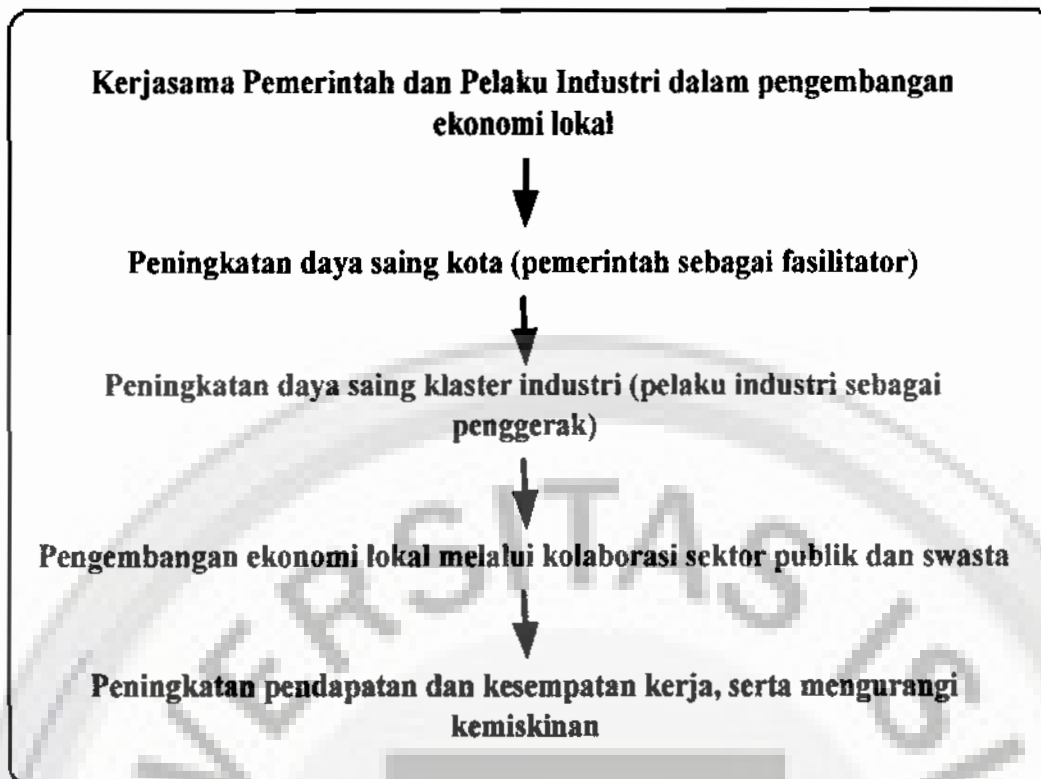 Kerjasama Pemerintah dan Pelaku Industri dalam pengembangan
ekonomi lokal
Peningkatan daya saing kota (pemerintah sebagai fasilitator)
Peningkatan daya saing klaster industri (pelaku industri sebagai
penggerak)
Pengembangan ekonomi lokal melalui kolaborasi sektor publik dan swasta
Peningkatan pendapatan dan kesempatan kerja, serta mengurangi
kemiskinan